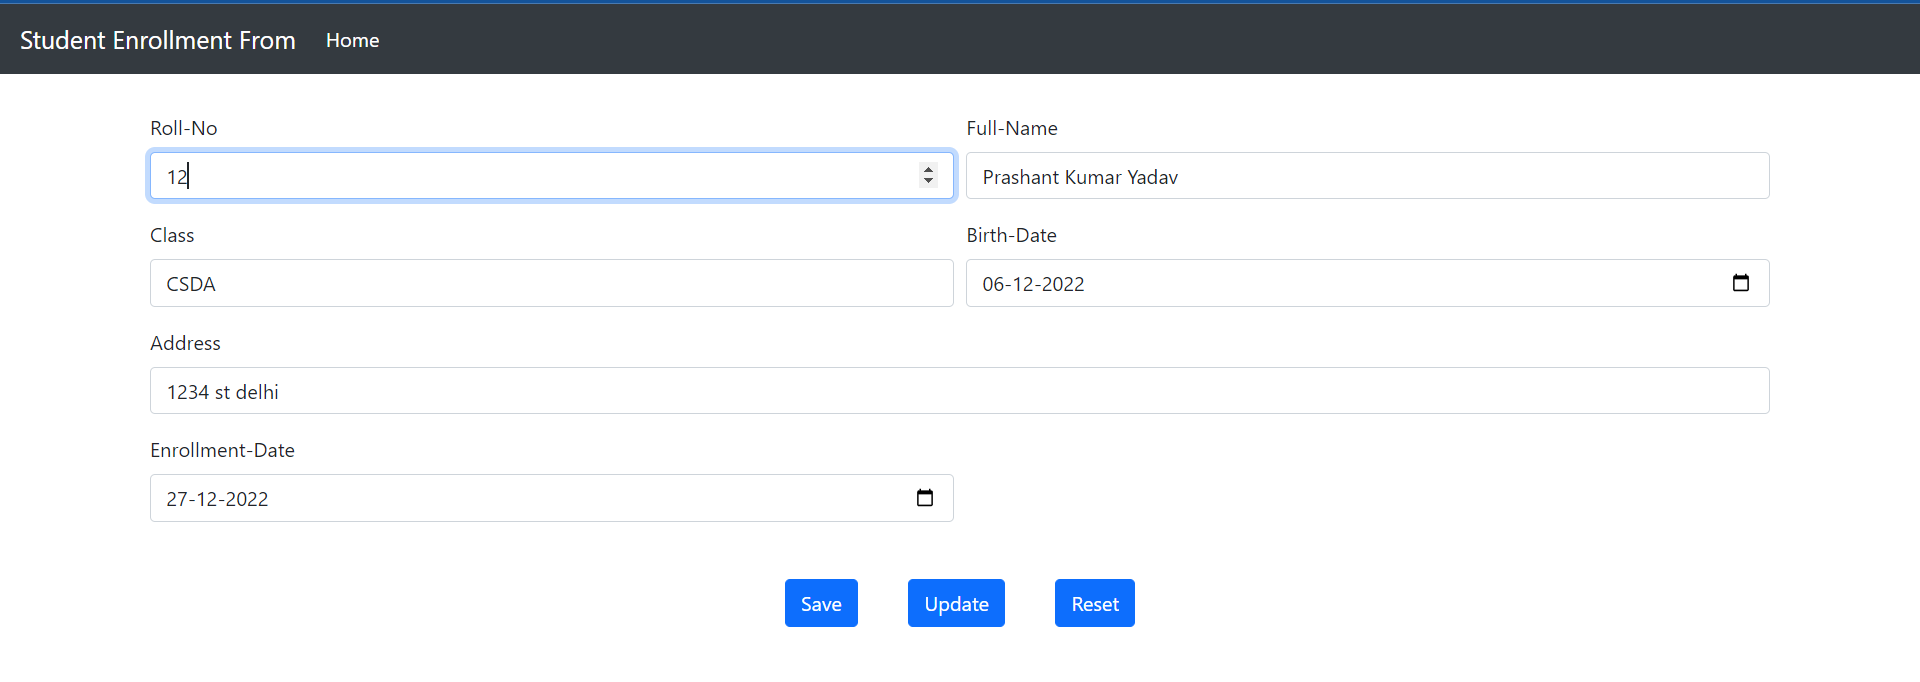 Student Enrollment From Home
Roll-No Full-Name
12 Prashant Kumar Yadav
Class Birth-Date
CSDA 06-12-2022
Address
1234 st delhi
Enrollment-Date
27-12-2022
Save Update Reset